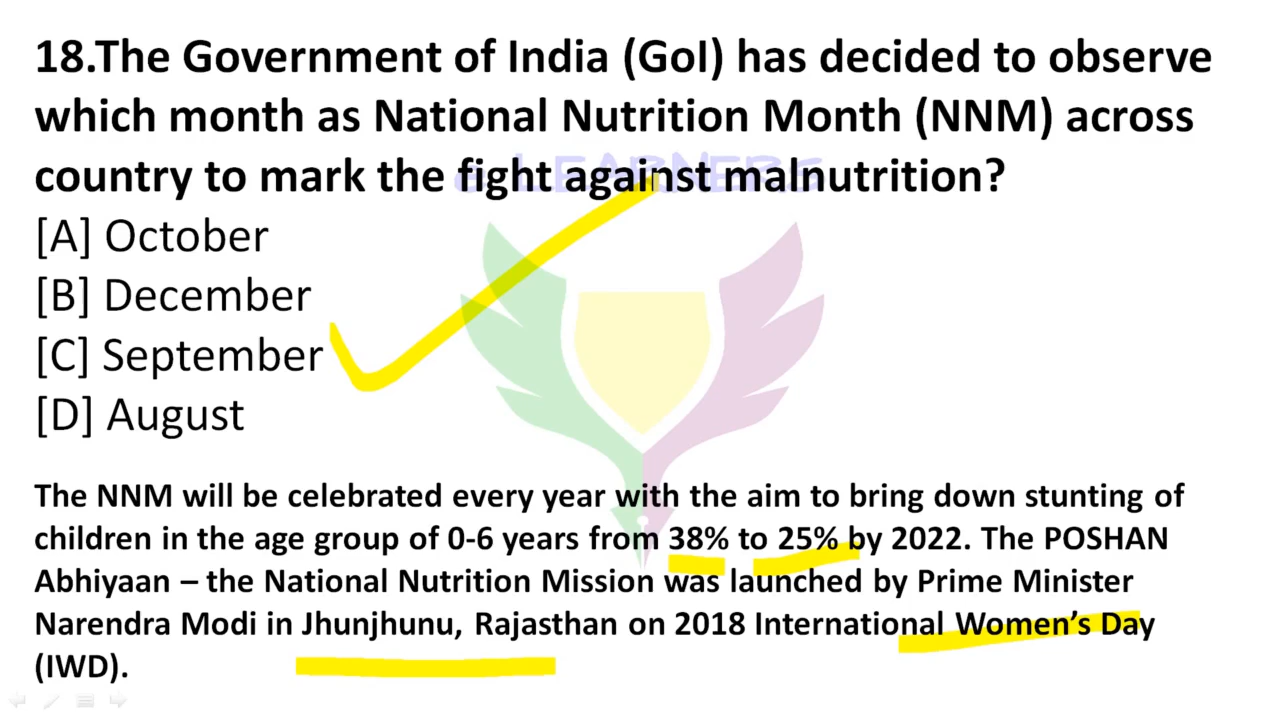 18.The Government of India (GoI) has decided to observe
which month as National Nutrition Month (NNM) across
country to mark the fight against malnutrition?
LEARNERS
[A] October
[B] December
[C] September
[D] August
The NNM will be celebrated every year with the aim to bring down stunting of
children in the age group of 0-6 years from 38% to 25% by 2022. The POSHAN
Abhiyaan – the National Nutrition Mission was launched by Prime Minister
Narendra Modi in Jhunjhunu, Rajasthan on 2018 International Women’s Day
(IWD).